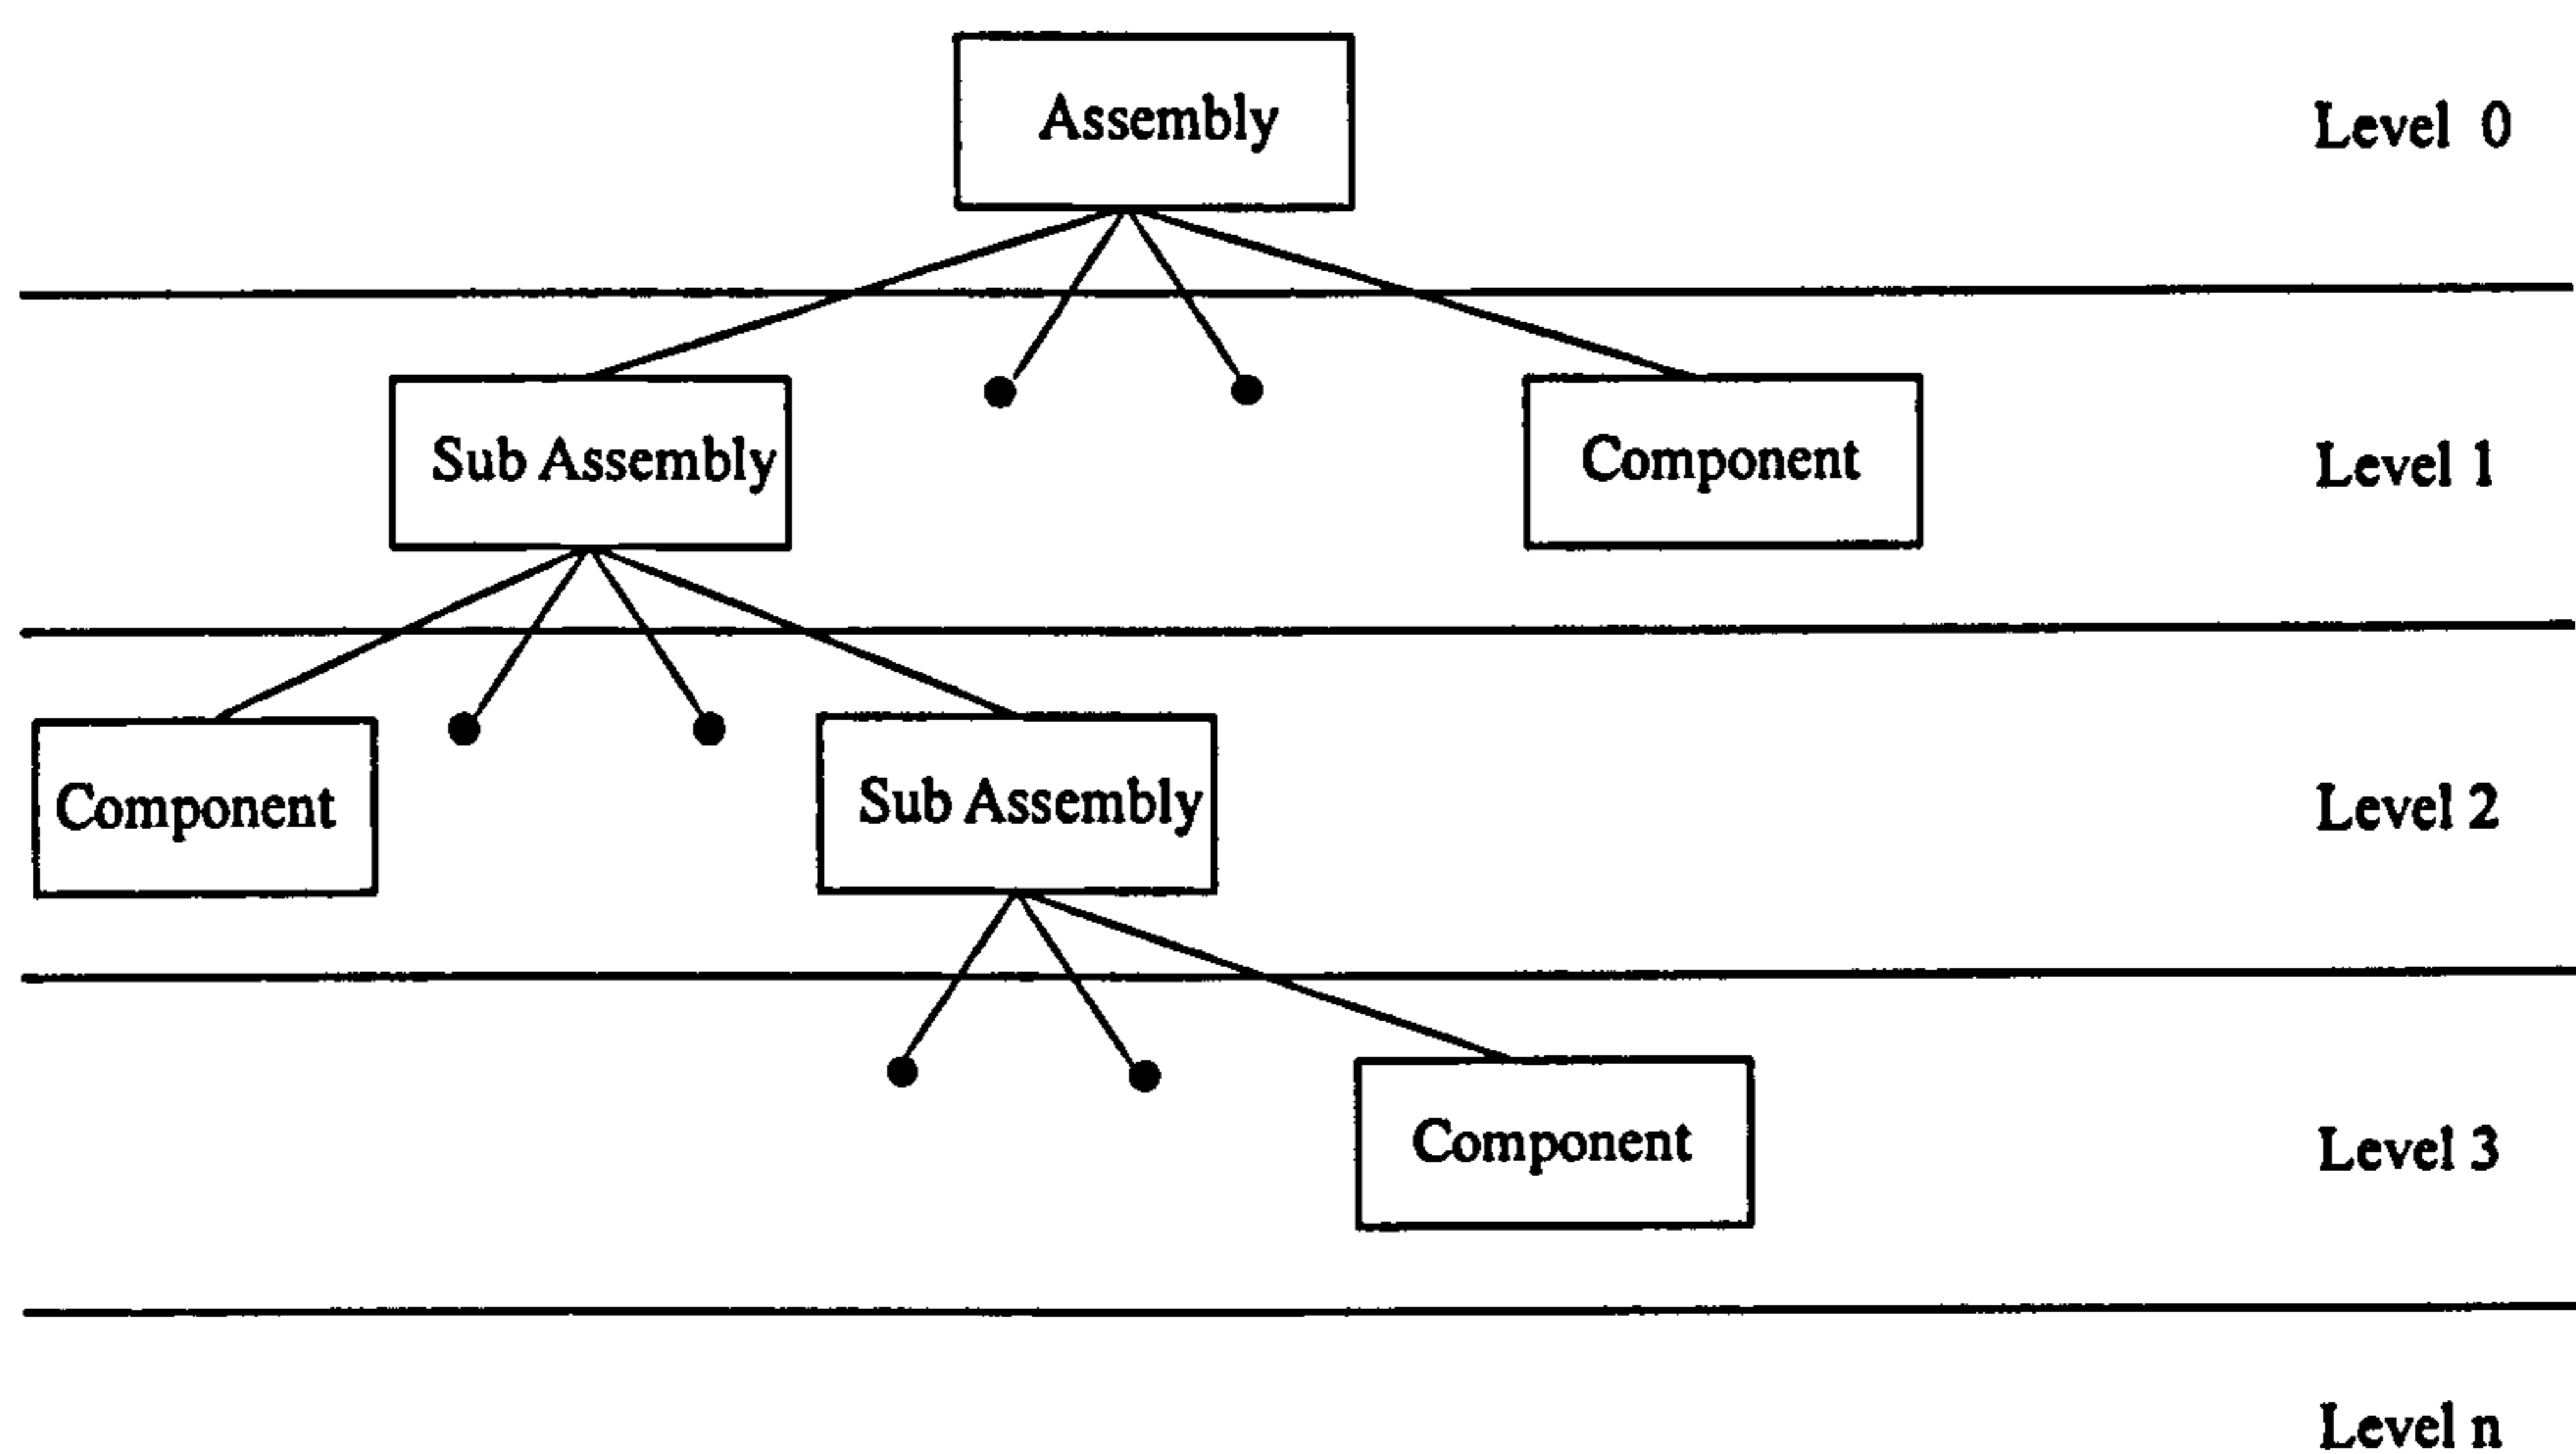 Assembly
Level 0
Sub Assembly
Component
Level 1
Component
Sub Assembly
Level 2
Component
Level 3
Level n